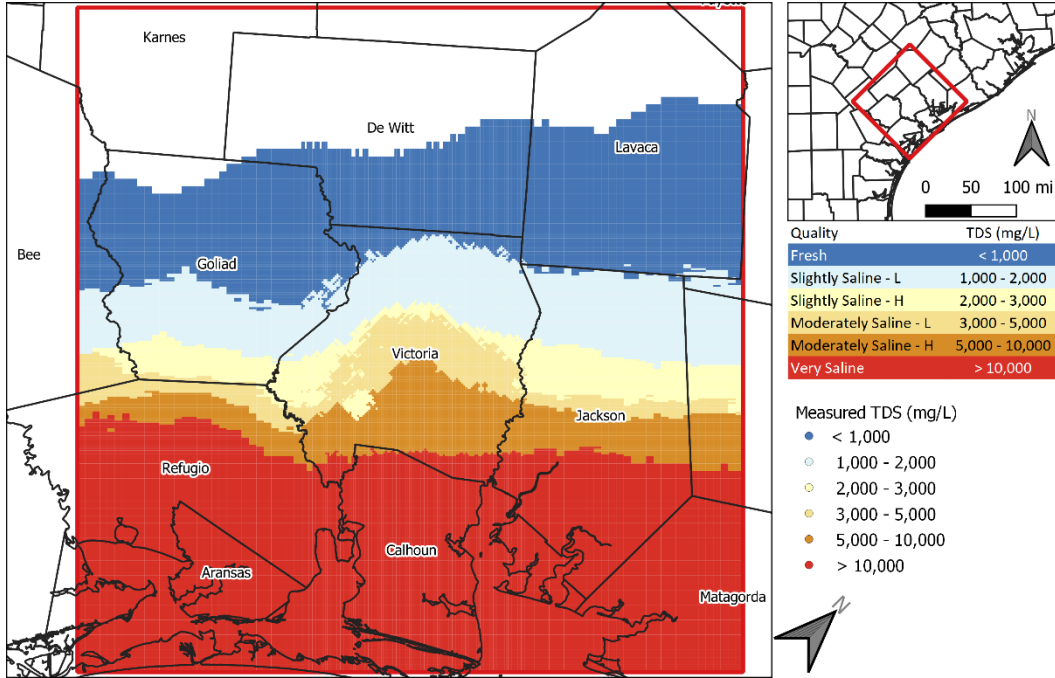 Karnes
De Witt
Lavaca
Bee
Goliad
Victoria
Jackson
Refugio
Calhoun
Aransas
Matagorda
N
0 50 100 mi
Quality TDS (mg/L)
Fresh < 1,000
Slightly Saline - L 1,000 - 2,000
Slightly Saline - H 2,000 - 3,000
Moderately Saline - L 3,000 - 5,000
Moderately Saline - H 5,000 - 10,000
Very Saline > 10,000
Measured TDS (mg/L)
< 1,000
1,000 - 2,000
2,000 - 3,000
3,000 - 5,000
5,000 - 10,000
> 10,000
N